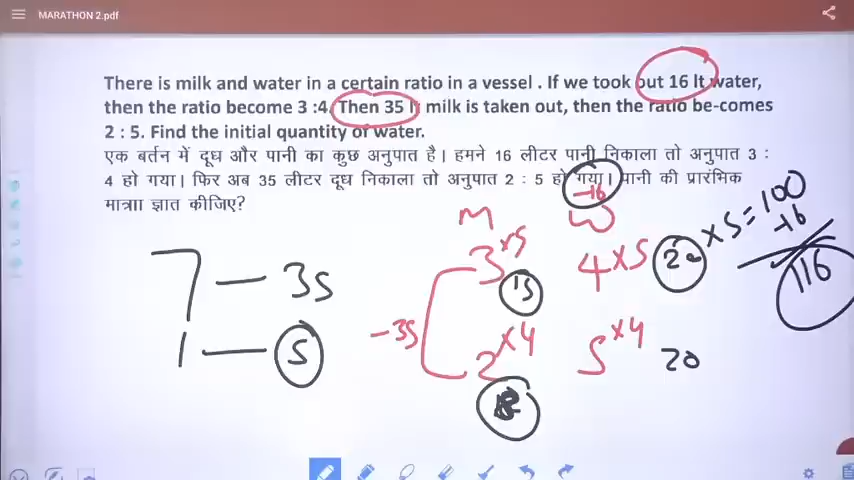 MARATHON 2.pdf
There is milk and water in a certain ratio in a vessel . If we took out 16 lt water,
then the ratio become 3 :4. Then 35 lt milk is taken out, then the ratio be-comes
2 : 5. Find the initial quantity of water.
एक बर्तन में दूध और पानी का कुछ अनुपात है। हमने 16 लीटर पानी निकाला तो अनुपात 3 :
4 हो गया। फिर अब 35 लीटर दूध निकाला तो अनुपात 2 : 5 हो गया। पानी की प्रारंभिक
मात्राा ज्ञात कीजिए?
-16
M W
3×5 4×5 20 ×5=100
15 +16
116
7 — 35
-35
1 — 5
2×4 5×4 20